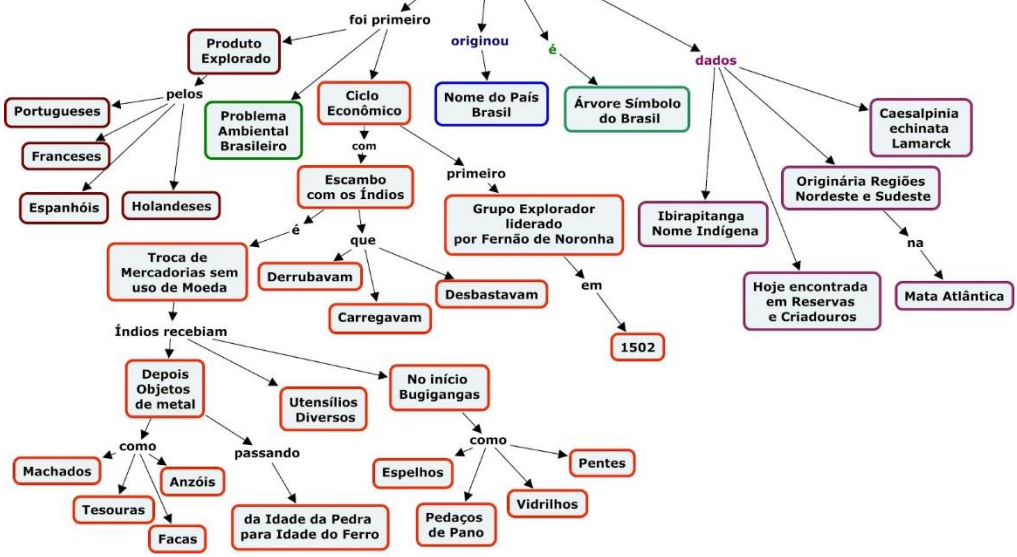 foi primeiro
Produto
Explorado
pelos
Portugueses
Franceses
Espanhóis
Holandeses
Problema
Ambiental
Brasileiro
Ciclo
Econômico
com
Escambo
com os Índios
é
Troca de
Mercadorias sem
uso de Moeda
Índios recebiam
Depois
Objetos
de metal
como
Machados
Tesouras
Facas
Anzóis
passando
da Idade da Pedra
para Idade do Ferro
Utensílios
Diversos
No início
Bugigangas
como
Espelhos
Pedaços
de Pano
Vidrilhos
Pentes
que
Derrubavam
Carregavam
Desbastavam
primeiro
Grupo Explorador
liderado
por Fernão de Noronha
em
1502
originou
Nome do País
Brasil
é
Árvore Símbolo
do Brasil
dados
Ibirapitanga
Nome Indígena
Hoje encontrada
em Reservas
e Criadouros
Originária Regiões
Nordeste e Sudeste
na
Mata Atlântica
Caesalpinia
echinata
Lamarck